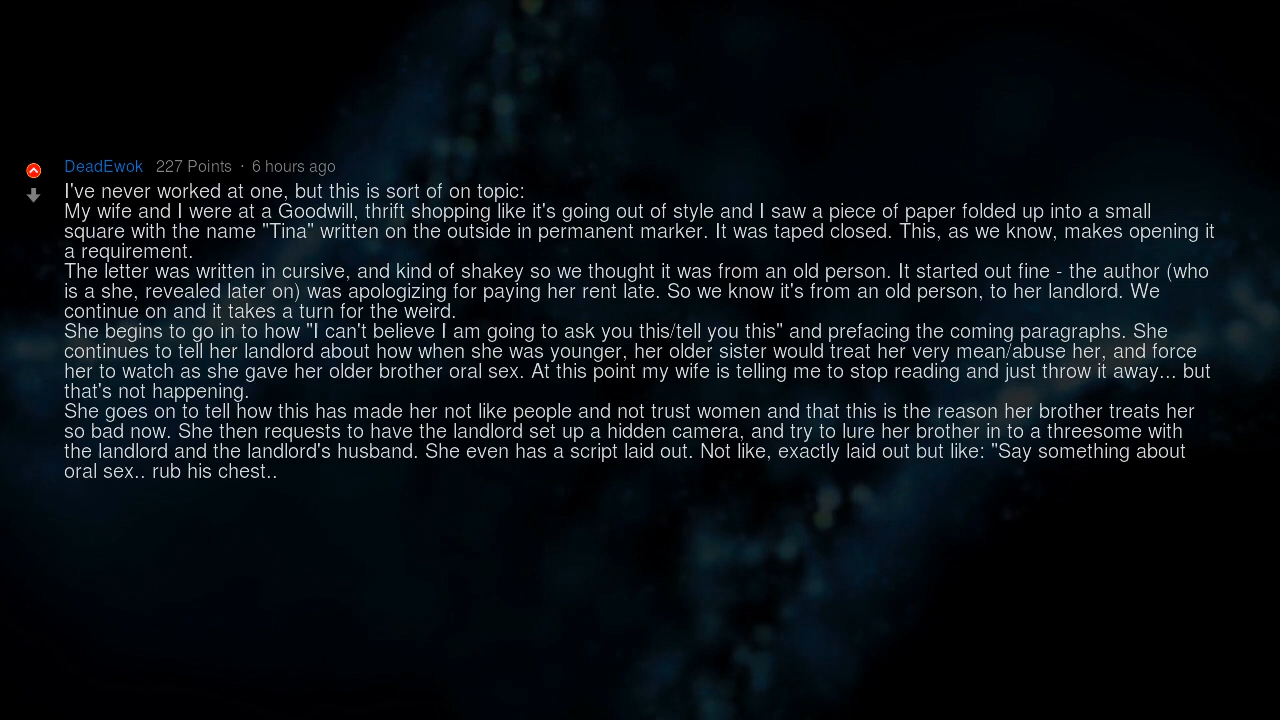 DeadEwok 227 Points · 6 hours ago
I've never worked at one, but this is sort of on topic:
My wife and I were at a Goodwill, thrift shopping like it's going out of style and I saw a piece of paper folded up into a small
square with the name "Tina" written on the outside in permanent marker. It was taped closed. This, as we know, makes opening it
a requirement.
The letter was written in cursive, and kind of shakey so we thought it was from an old person. It started out fine - the author (who
is a she, revealed later on) was apologizing for paying her rent late. So we know it's from an old person, to her landlord. We
continue on and it takes a turn for the weird.
She begins to go in to how "I can't believe I am going to ask you this/tell you this" and prefacing the coming paragraphs. She
continues to tell her landlord about how when she was younger, her older sister would treat her very mean/abuse her, and force
her to watch as she gave her older brother oral sex. At this point my wife is telling me to stop reading and just throw it away... but
that's not happening.
She goes on to tell how this has made her not like people and not trust women and that this is the reason her brother treats her
so bad now. She then requests to have the landlord set up a hidden camera, and try to lure her brother in to a threesome with
the landlord and the landlord's husband. She even has a script laid out. Not like, exactly laid out but like: "Say something about
oral sex.. rub his chest..